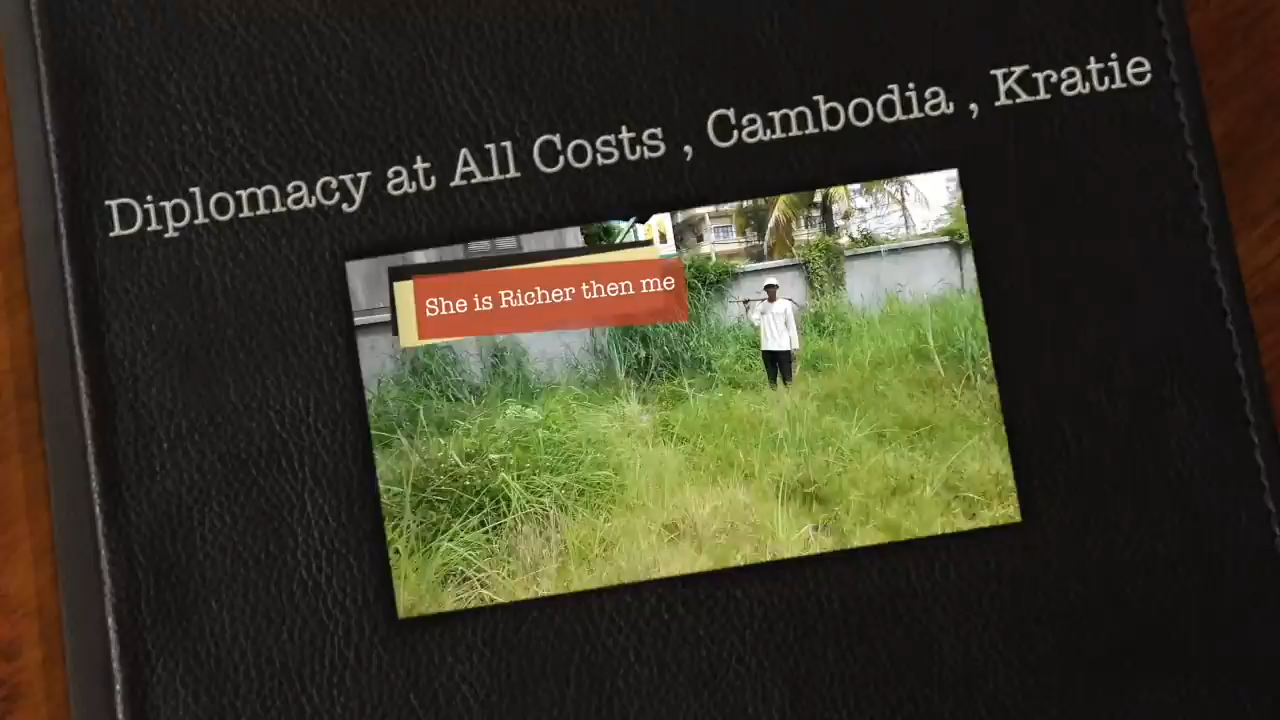 Diplomacy at All Costs , Cambodia , Kratie
She is Richer then me